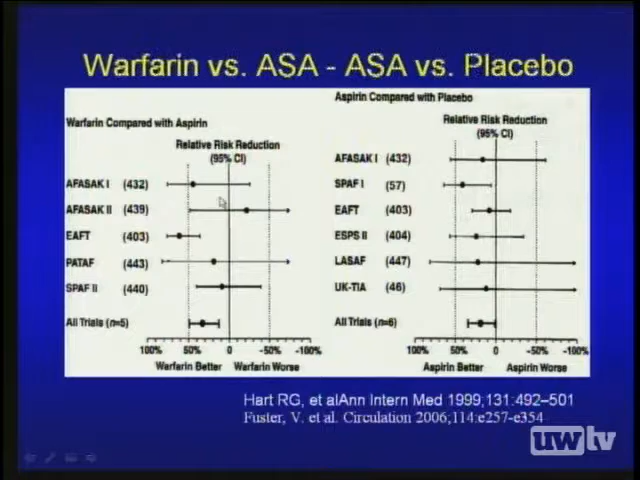 Warfarin vs. ASA - ASA vs. Placebo
Warfarin Compared with Aspirin
Relative Risk Reduction
(95% CI)
AFASAK I (432)
AFASAK II (439)
EAFT (403)
PATAF (443)
SPAF II (440)
All Trials (n=5)
100% 50% 0 -50% -100%
Warfarin Better Warfarin Worse
Aspirin Compared with Placebo
Relative Risk Reduction
(95% CI)
AFASAK I (432)
SPAF I (57)
EAFT (403)
ESPS II (404)
LASAF (447)
UK-TIA (46)
All Trials (n=6)
100% 50% 0 -50% -100%
Aspirin Better Aspirin Worse
Hart RG, et alAnn Intern Med 1999;131:492–501
Fuster, V. et al. Circulation 2006;114:e257-e354
uwtv